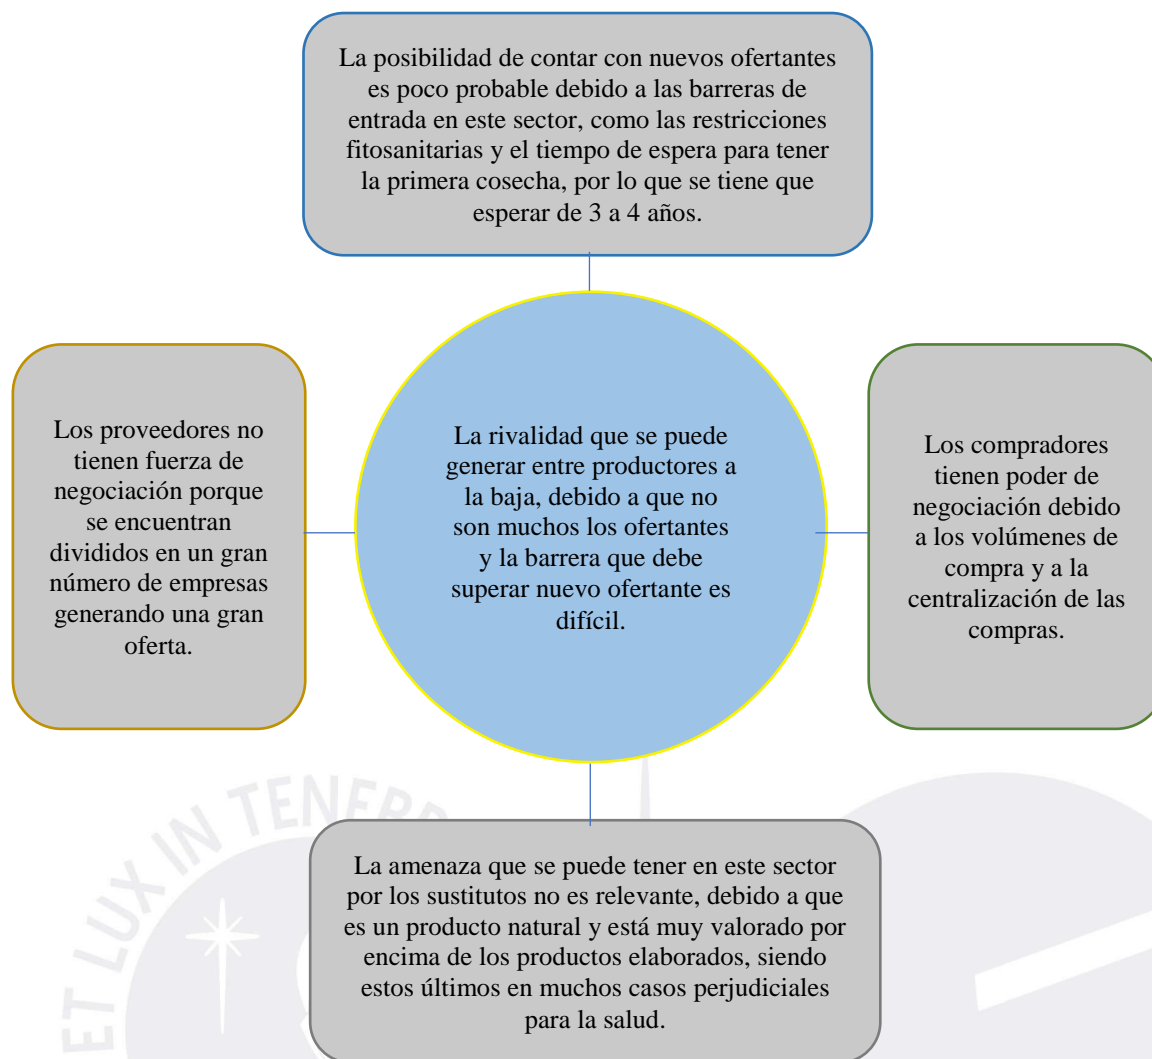 La posibilidad de contar con nuevos ofertantes
es poco probable debido a las barreras de
entrada en este sector, como las restricciones
fitosanitarias y el tiempo de espera para tener
la primera cosecha, por lo que se tiene que
esperar de 3 a 4 años.
Los proveedores no
tienen fuerza de
negociación porque
se encuentran
divididos en un gran
número de empresas
generando una gran
oferta.
La rivalidad que se puede
generar entre productores a
la baja, debido a que no
son muchos los ofertantes
y la barrera que debe
superar nuevo ofertante es
difícil.
Los compradores
tienen poder de
negociación debido
a los volúmenes de
compra y a la
centralización de las
compras.
La amenaza que se puede tener en este sector
por los sustitutos no es relevante, debido a que
es un producto natural y está muy valorado por
encima de los productos elaborados, siendo
estos últimos en muchos casos perjudiciales
para la salud.
ET LUX IN